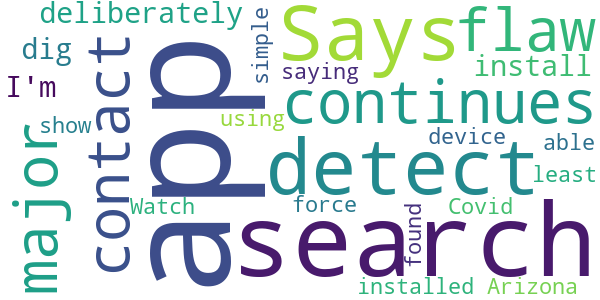 deliberately
Says
flaw
dig
simple
contact
app
saying
install
I'm
continues
show
using
device
able
major
detect
least
Watch
force
Covid
found
search
installed
Arizona